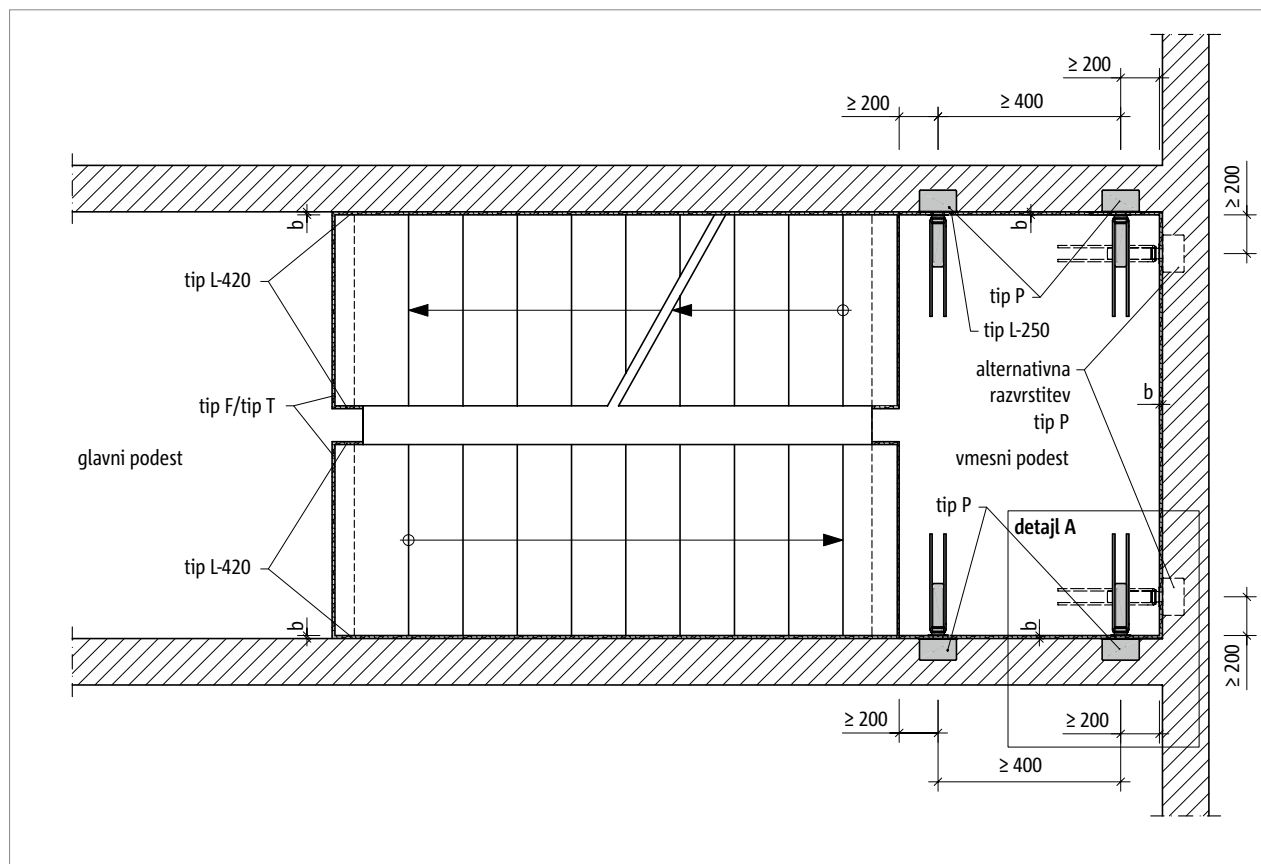 ≥ 200
≥ 200
≥ 400
≥ 200
b
b
tip L-420
tip P
tip L-250
alternativna
razvrstitev
tip P
b
tip F/tip T
glavni podest
vmesni podest
tip P
detajl A
tip L-420
b
b
≥ 200
≥ 200
≥ 200
≥ 400